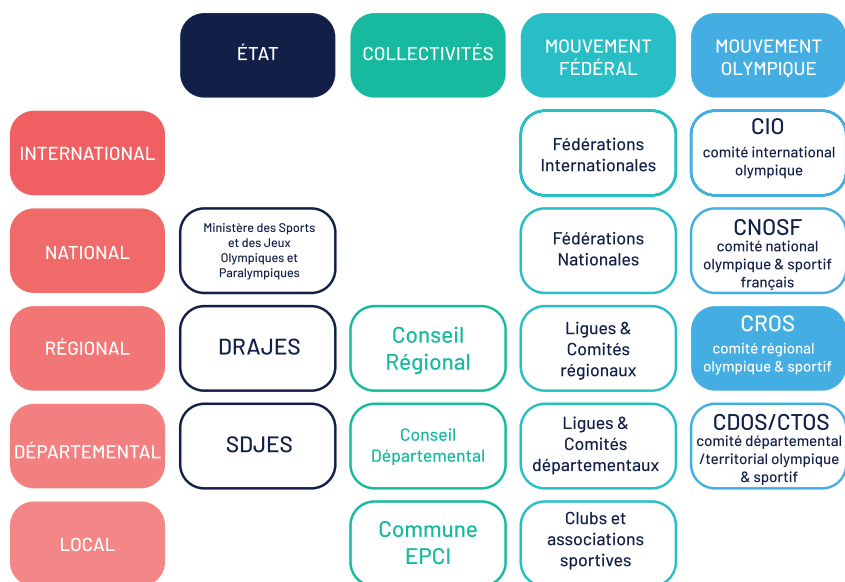 ÉTAT
COLLECTIVITÉS
MOUVEMENT
FÉDÉRAL
MOUVEMENT
OLYMPIQUE
INTERNATIONAL
Fédérations
Internationales
CIO
comité international
olympique
NATIONAL
Ministère des Sports
et des Jeux
Olympiques et
Paralympiques
Fédérations
Nationales
CNOSF
comité national
olympique & sportif
français
RÉGIONAL
DRAJES
Conseil
Régional
Ligues &
Comités
régionaux
CROS
comité régional
olympique & sportif
DÉPARTEMENTAL
SDJES
Conseil
Départemental
Ligues &
Comités
départementaux
CDOS/CTOS
comité départemental
/territorial olympique
& sportif
LOCAL
Commune
EPCI
Clubs et
associations
sportives